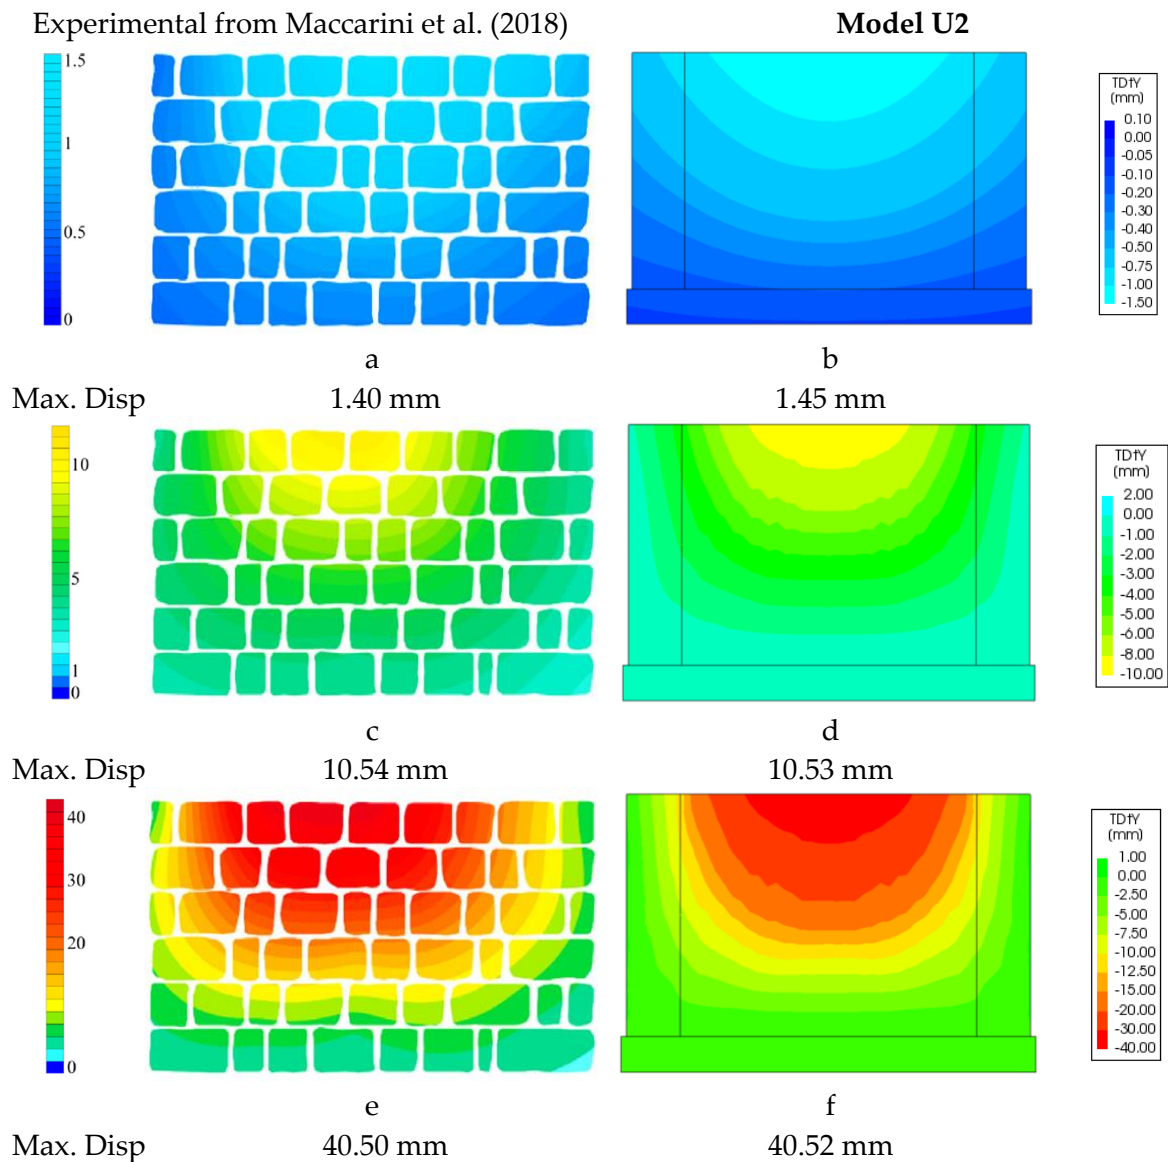 Experimental from Maccarini et al. (2018)
Model U2
1.5
1
0.5
0
TDtY
(mm)
0.10
0.00
-0.05
-0.10
-0.20
-0.30
-0.50
-0.75
-1.00
-1.50
a
b
Max. Disp 1.40 mm 1.45 mm
10
5
1
0
TDtY
(mm)
2.00
0.00
-1.00
-2.00
-3.00
-4.00
-5.00
-6.00
-8.00
-10.00
c
d
Max. Disp 10.54 mm 10.53 mm
40
30
20
0
TDtY
(mm)
1.00
0.00
-2.50
-5.00
-7.50
-10.00
-12.50
-15.00
-20.00
-30.00
-40.00
e
f
Max. Disp 40.50 mm 40.52 mm